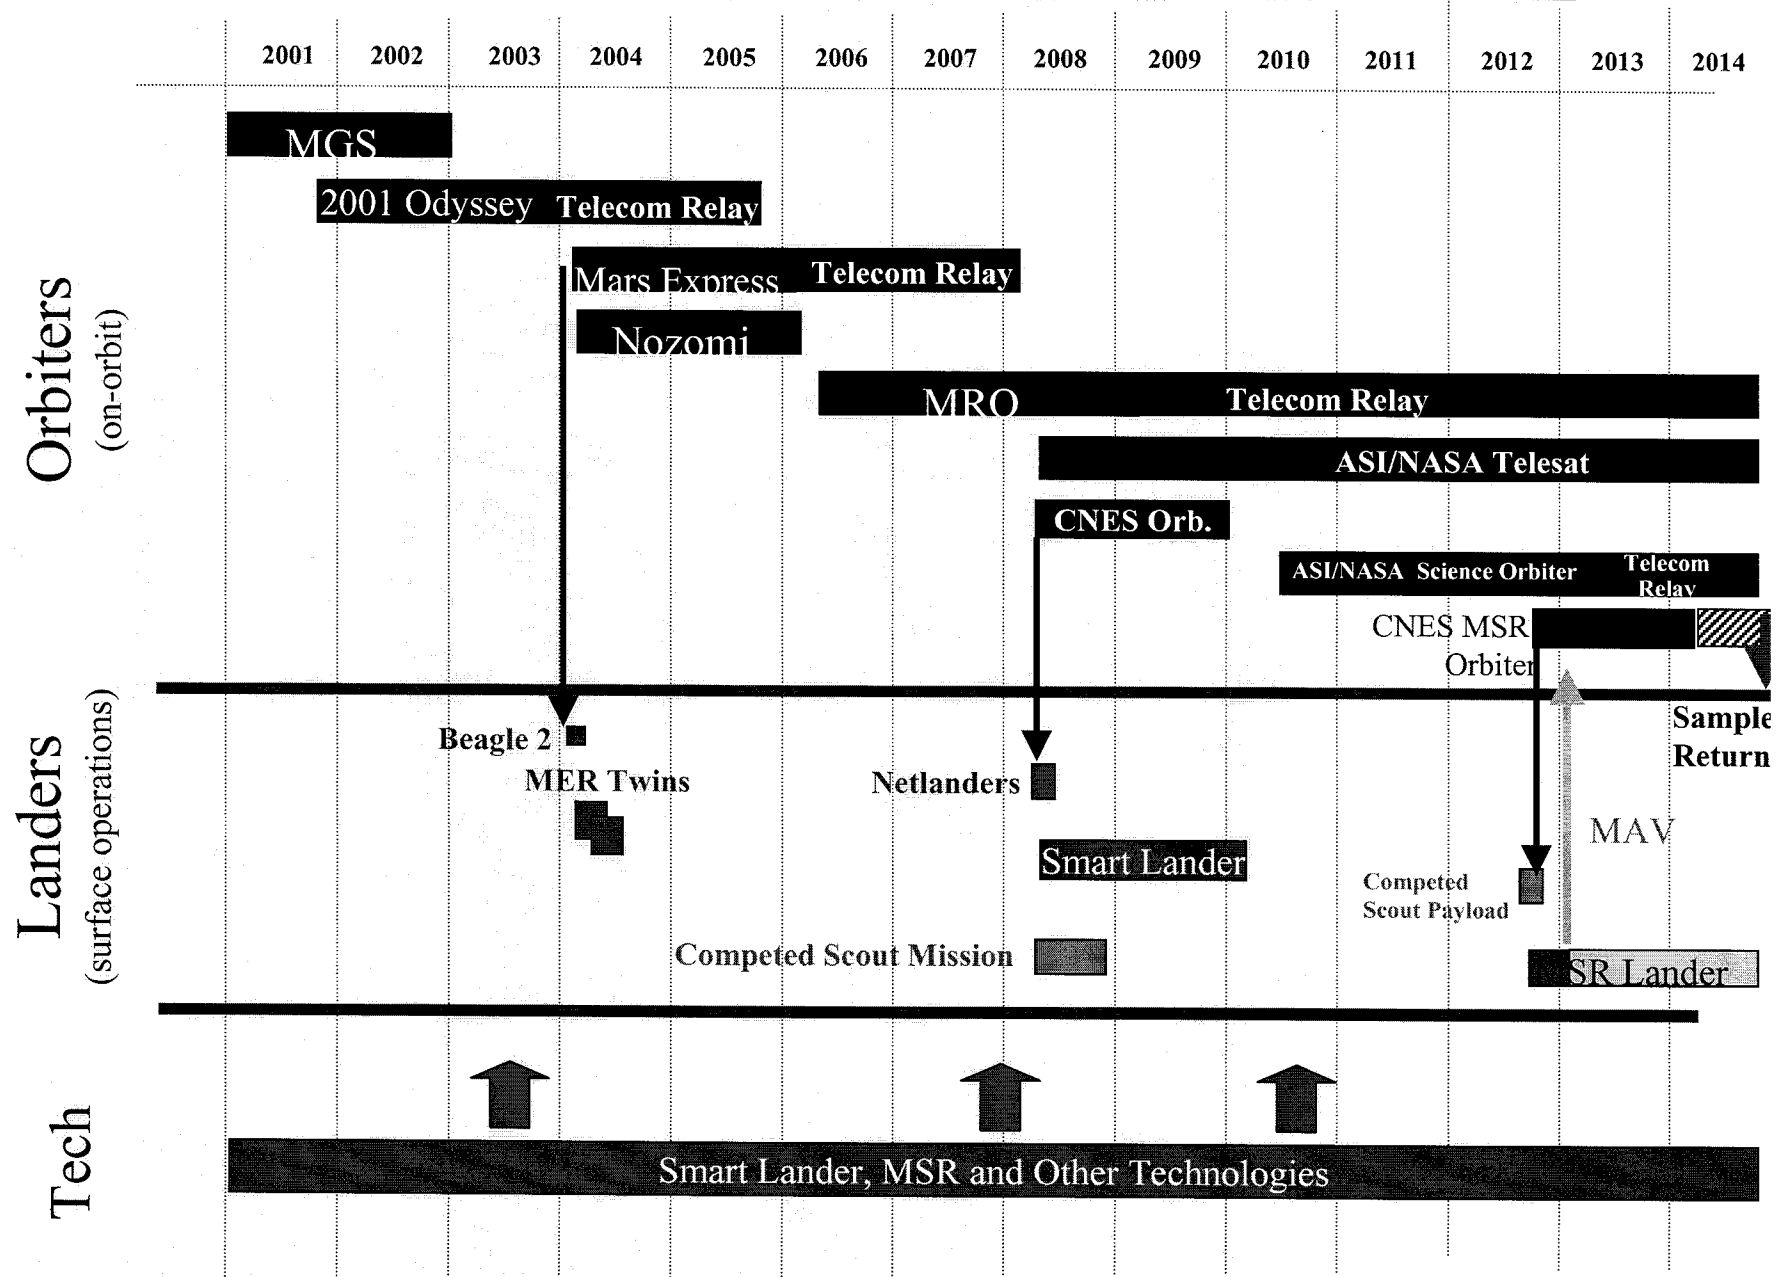 2001 2002 2003 2004 2005 2006 2007 2008 2009 2010 2011 2012 2013 2014
Orbiters
(on-orbit)
MGS
2001 Odyssey Telecom Relay
Mars Express Telecom Relay
Nozomi
MRO Telecom Relay
ASI/NASA Telesat
CNES Orb.
ASI/NASA Science Orbiter Telecom
Relay
CNES MSR
Orbiter
Landers
(surface operations)
Sample
Return
Beagle 2
MER Twins
Netlanders
MAV
Smart Lander
Competed
Scout Payload
Competed Scout Mission
SR Lander
Tech
Smart Lander, MSR and Other Technologies